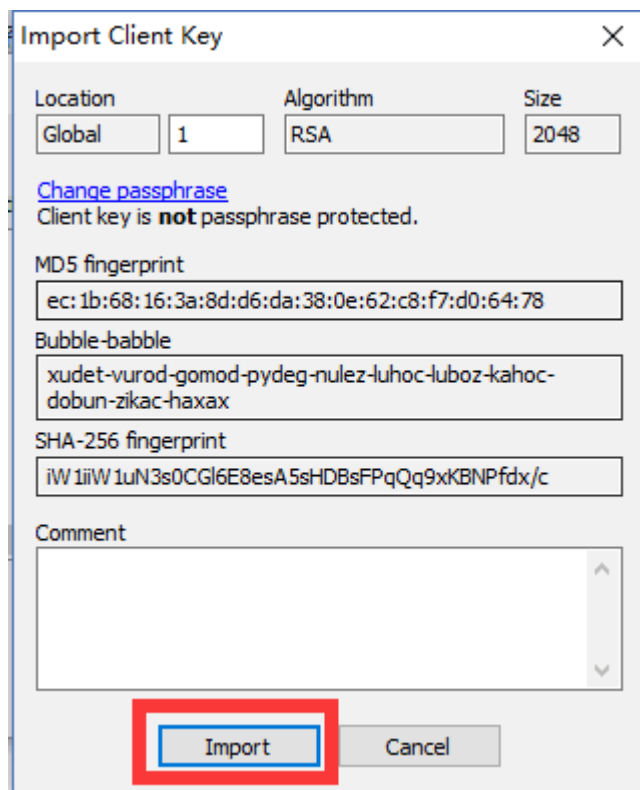 Import Client Key
Location Algorithm Size
Global 1 RSA 2048
Change passphrase
Client key is not passphrase protected.
MD5 fingerprint
ec:1b:68:16:3a:8d:d6:da:38:0e:62:c8:f7:d0:64:78
Bubble-babble
xudet-vurod-gomod-pydeg-nulez-luhoc-luboz-kahoc-
dobun-zikac-haxax
SHA-256 fingerprint
iW1iiW1uN3s0CGl6E8esA5sHDBsFPqQq9xKBNPfdx/c
Comment
Import Cancel